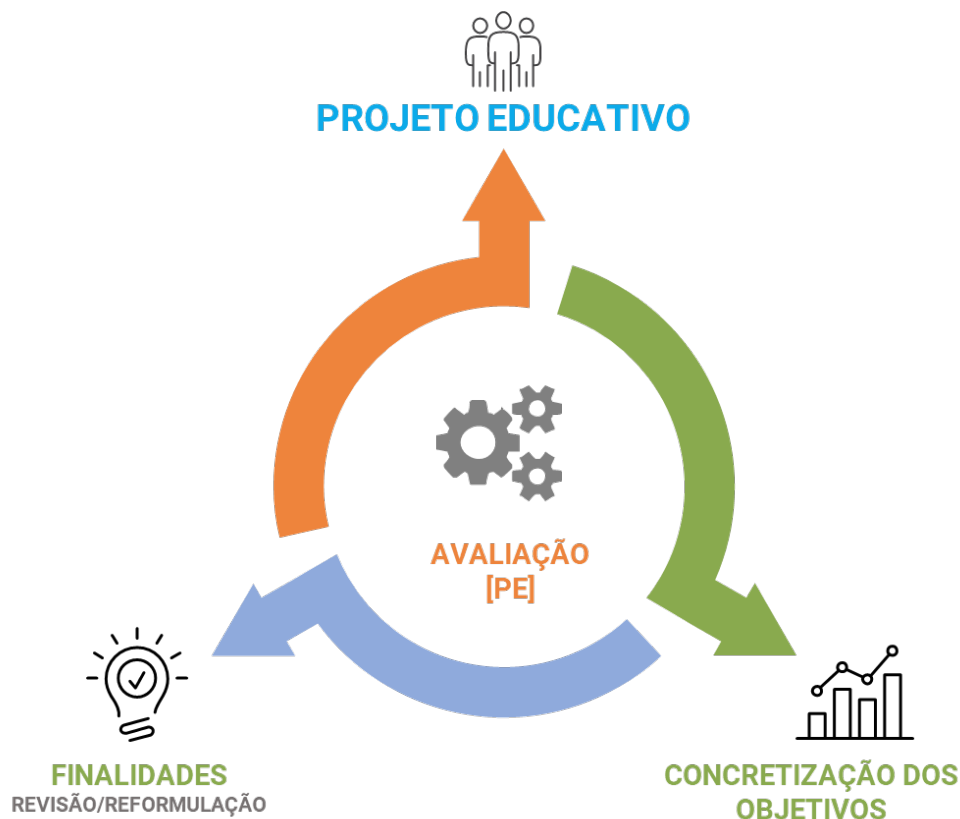 PROJETO EDUCATIVO
AVALIAÇÃO
[PE]
FINALIDADES
REVISÃO/REFORMULAÇÃO
CONCRETIZAÇÃO DOS
OBJETIVOS